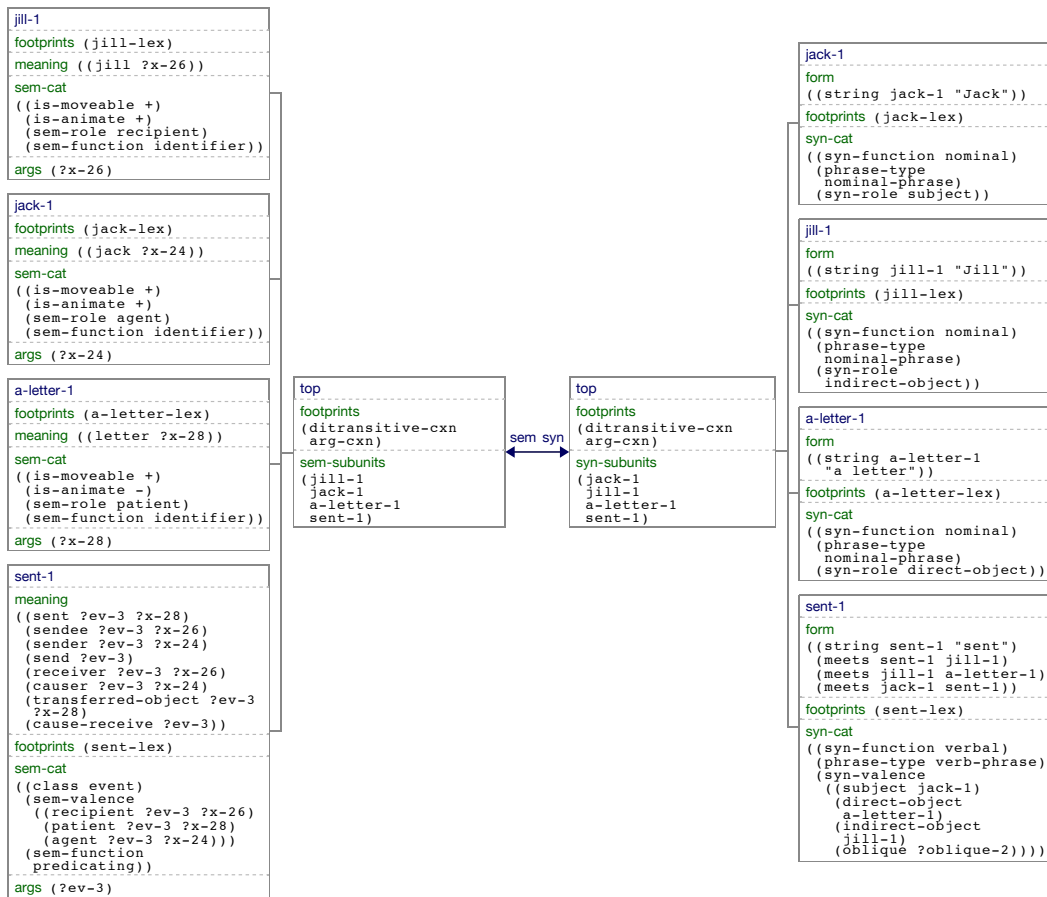 jill-1
footprints (jill-lex)
meaning ((jill ?x-26))
sem-cat
((is-moveable +)
(is-animate +)
(sem-role recipient)
(sem-function identifier))
args (?x-26)
jack-1
footprints (jack-lex)
meaning ((jack ?x-24))
sem-cat
((is-moveable +)
(is-animate +)
(sem-role agent)
(sem-function identifier))
args (?x-24)
a-letter-1
footprints (a-letter-lex)
meaning ((letter ?x-28))
sem-cat
((is-moveable +)
(is-animate -)
(sem-role patient)
(sem-function identifier))
args (?x-28)
sent-1
meaning
((sent ?ev-3 ?x-28)
(sendee ?ev-3 ?x-26)
(sender ?ev-3 ?x-24)
(send ?ev-3)
(receiver ?ev-3 ?x-26)
(causer ?ev-3 ?x-24)
(transferred-object ?ev-3
?x-28)
(cause-receive ?ev-3))
footprints (sent-lex)
sem-cat
((class event)
(sem-valence
((recipient ?ev-3 ?x-26)
(patient ?ev-3 ?x-28)
(agent ?ev-3 ?x-24)))
(sem-function
predicating))
args (?ev-3)
top
footprints
(ditransitive-cxn
arg-cxn)
sem-subunits
(jill-1
jack-1
a-letter-1
sent-1)
sem syn
top
footprints
(ditransitive-cxn
arg-cxn)
syn-subunits
(jack-1
jill-1
a-letter-1
sent-1)
jack-1
form
((string jack-1 "Jack"))
footprints (jack-lex)
syn-cat
((syn-function nominal)
(phrase-type
nominal-phrase)
(syn-role subject))
jill-1
form
((string jill-1 "Jill"))
footprints (jill-lex)
syn-cat
((syn-function nominal)
(phrase-type
nominal-phrase)
(syn-role
indirect-object))
a-letter-1
form
((string a-letter-1
"a letter"))
footprints (a-letter-lex)
syn-cat
((syn-function nominal)
(phrase-type
nominal-phrase)
(syn-role direct-object))
sent-1
form
((string sent-1 "sent")
(meets sent-1 jill-1)
(meets jill-1 a-letter-1)
(meets jack-1 sent-1))
footprints (sent-lex)
syn-cat
((syn-function verbal)
(phrase-type verb-phrase)
(syn-valence
((subject jack-1)
(direct-object
a-letter-1)
(indirect-object
jill-1)
(oblique ?oblique-2))))